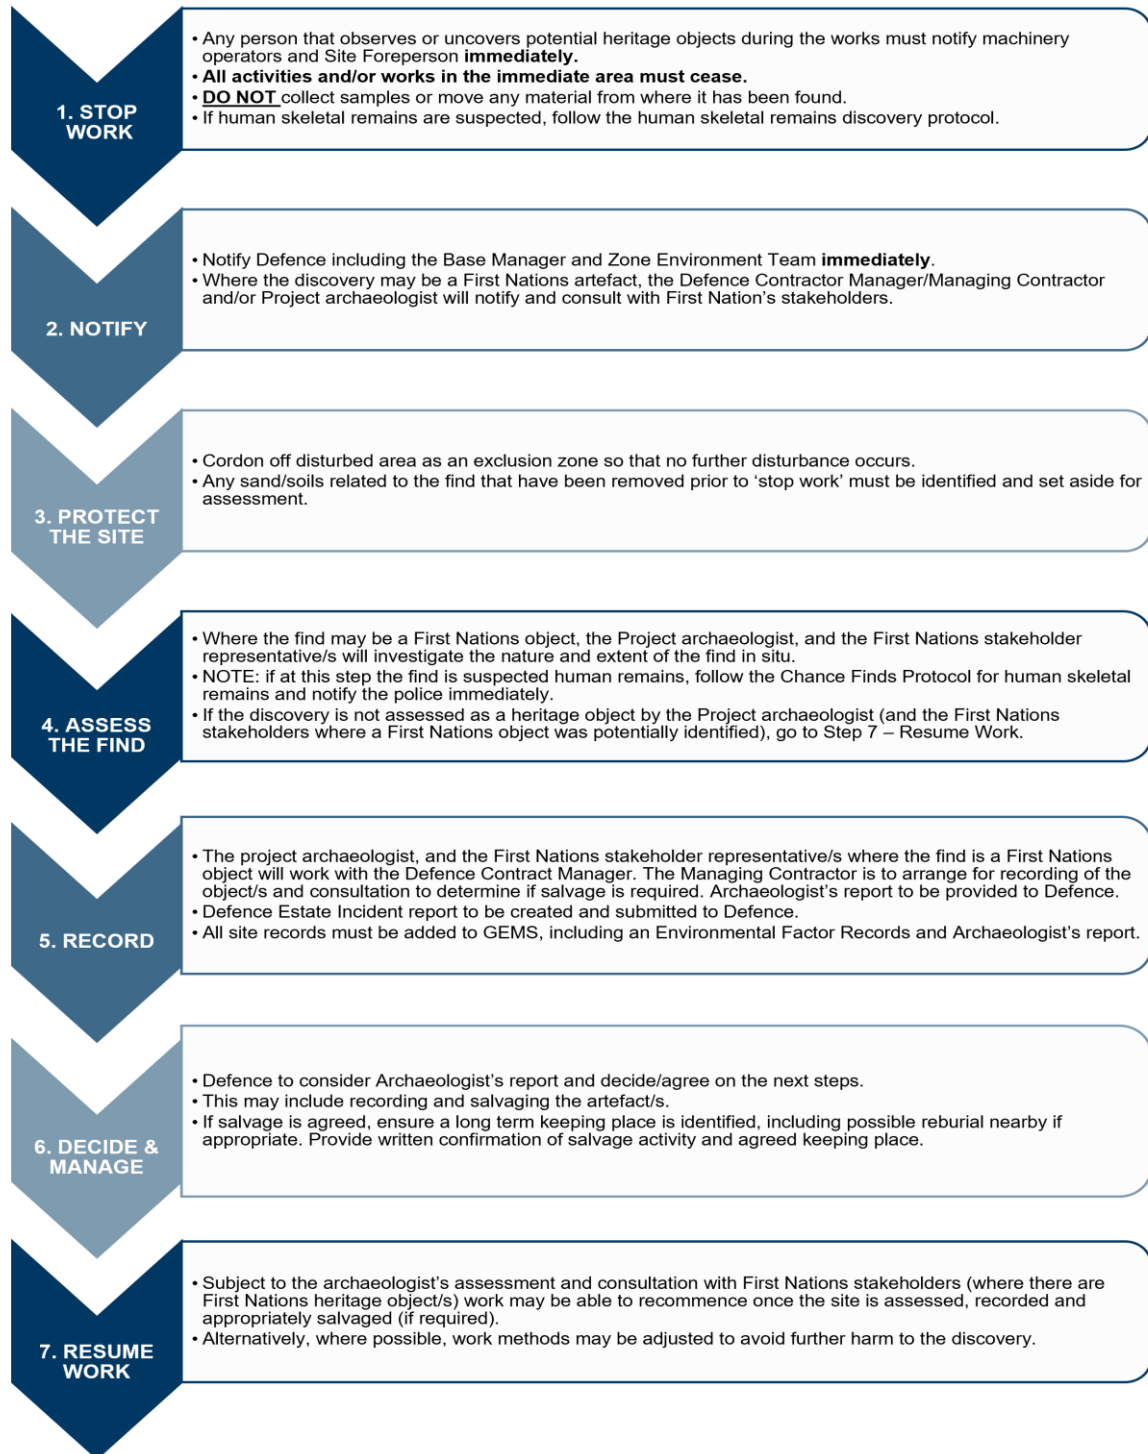 1. STOP
WORK
• Any person that observes or uncovers potential heritage objects during the works must notify machinery
operators and Site Foreperson immediately.
• All activities and/or works in the immediate area must cease.
• DO NOT collect samples or move any material from where it has been found.
• If human skeletal remains are suspected, follow the human skeletal remains discovery protocol.
2. NOTIFY
• Notify Defence including the Base Manager and Zone Environment Team immediately.
• Where the discovery may be a First Nations artefact, the Defence Contractor Manager/Managing Contractor
and/or Project archaeologist will notify and consult with First Nation’s stakeholders.
3. PROTECT
THE SITE
• Cordon off disturbed area as an exclusion zone so that no further disturbance occurs.
• Any sand/soils related to the find that have been removed prior to ‘stop work’ must be identified and set aside for
assessment.
4. ASSESS
THE FIND
• Where the find may be a First Nations object, the Project archaeologist, and the First Nations stakeholder
representative/s will investigate the nature and extent of the find in situ.
• NOTE: if at this step the find is suspected human remains, follow the Chance Finds Protocol for human skeletal
remains and notify the police immediately.
• If the discovery is not assessed as a heritage object by the Project archaeologist (and the First Nations
stakeholders where a First Nations object was potentially identified), go to Step 7 – Resume Work.
5. RECORD
• The project archaeologist, and the First Nations stakeholder representative/s where the find is a First Nations
object will work with the Defence Contract Manager. The Managing Contractor is to arrange for recording of the
object/s and consultation to determine if salvage is required. Archaeologist’s report to be provided to Defence.
• Defence Estate Incident report to be created and submitted to Defence.
• All site records must be added to GEMS, including an Environmental Factor Records and Archaeologist’s report.
6. DECIDE &
MANAGE
• Defence to consider Archaeologist’s report and decide/agree on the next steps.
• This may include recording and salvaging the artefact/s.
• If salvage is agreed, ensure a long term keeping place is identified, including possible reburial nearby if
appropriate. Provide written confirmation of salvage activity and agreed keeping place.
7. RESUME
WORK
• Subject to the archaeologist’s assessment and consultation with First Nations stakeholders (where there are
First Nations heritage object/s) work may be able to recommence once the site is assessed, recorded and
appropriately salvaged (if required).
• Alternatively, where possible, work methods may be adjusted to avoid further harm to the discovery.